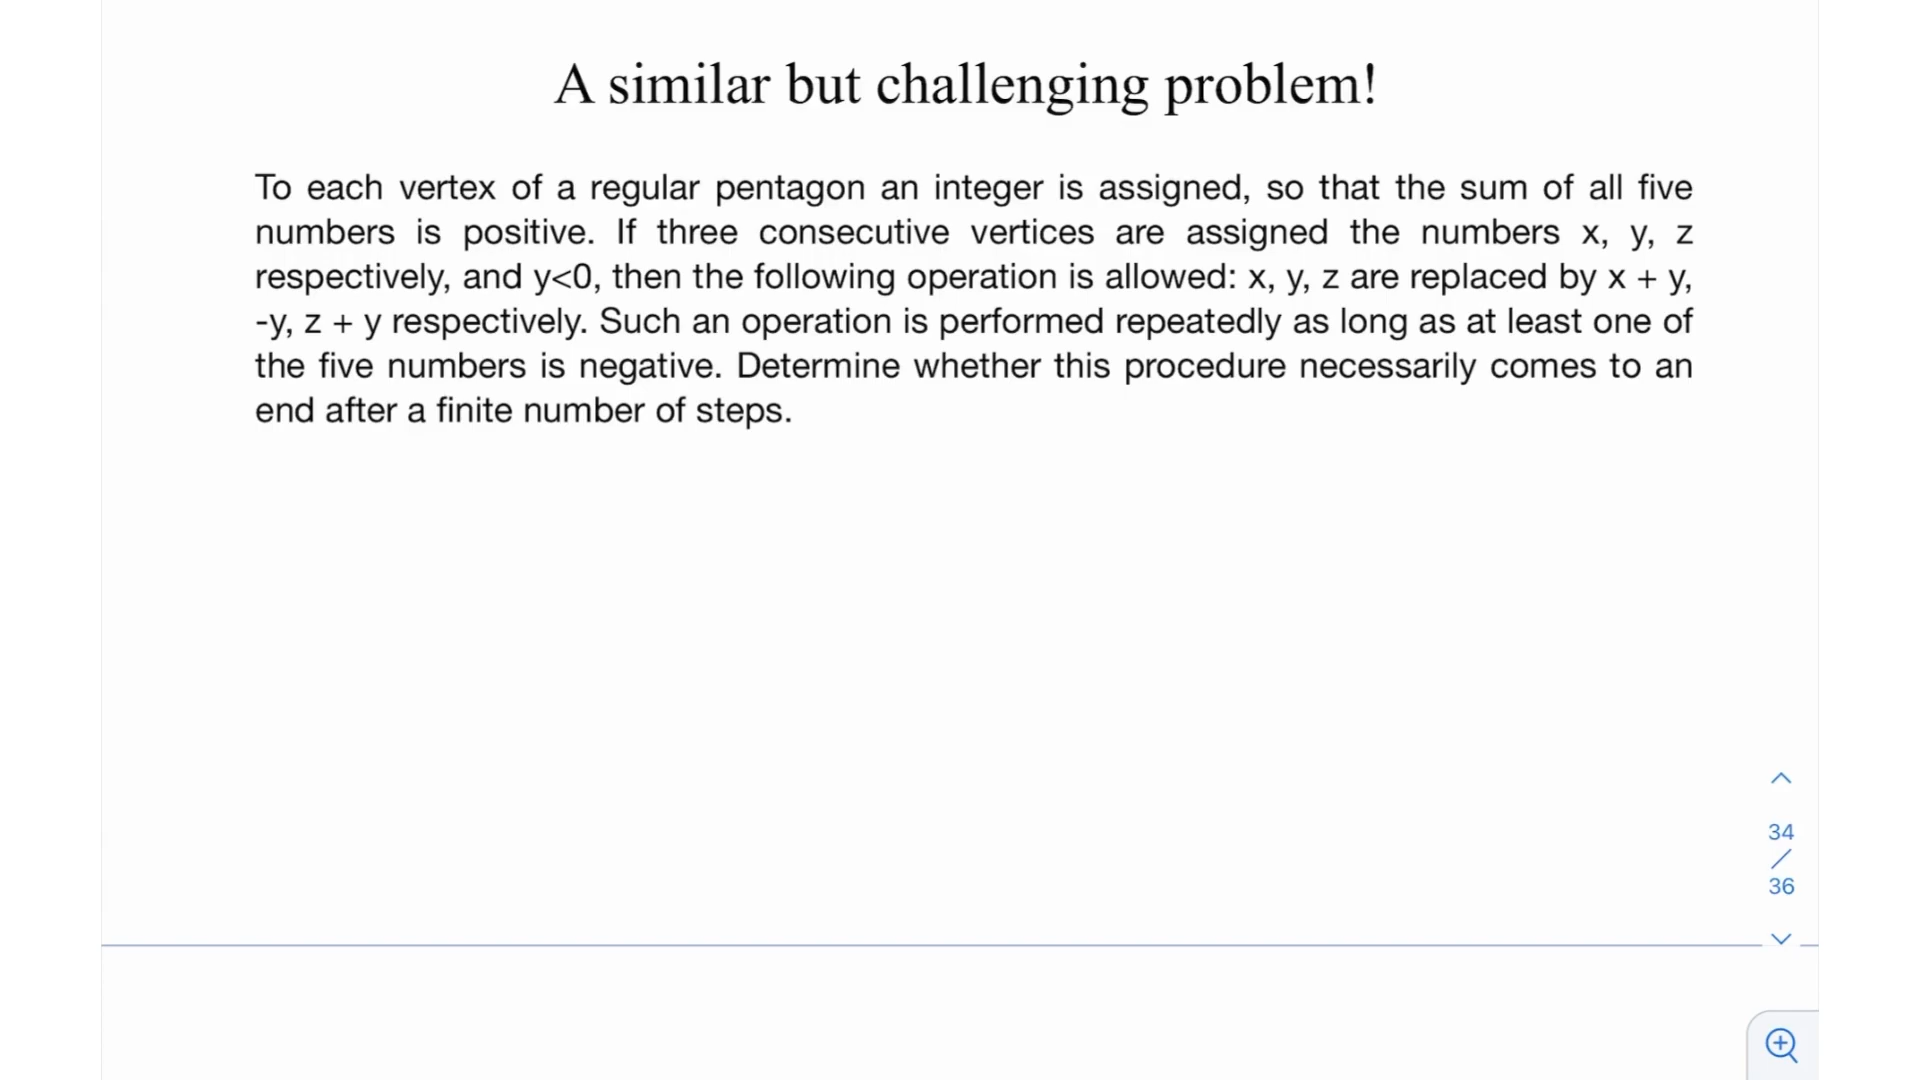 A similar but challenging problem!
To each vertex of a regular pentagon an integer is assigned, so that the sum of all five
numbers is positive. If three consecutive vertices are assigned the numbers x, y, z
respectively, and y<0, then the following operation is allowed: x, y, z are replaced by x + y,
-y, z + y respectively. Such an operation is performed repeatedly as long as at least one of
the five numbers is negative. Determine whether this procedure necessarily comes to an
end after a finite number of steps.
34
/
36